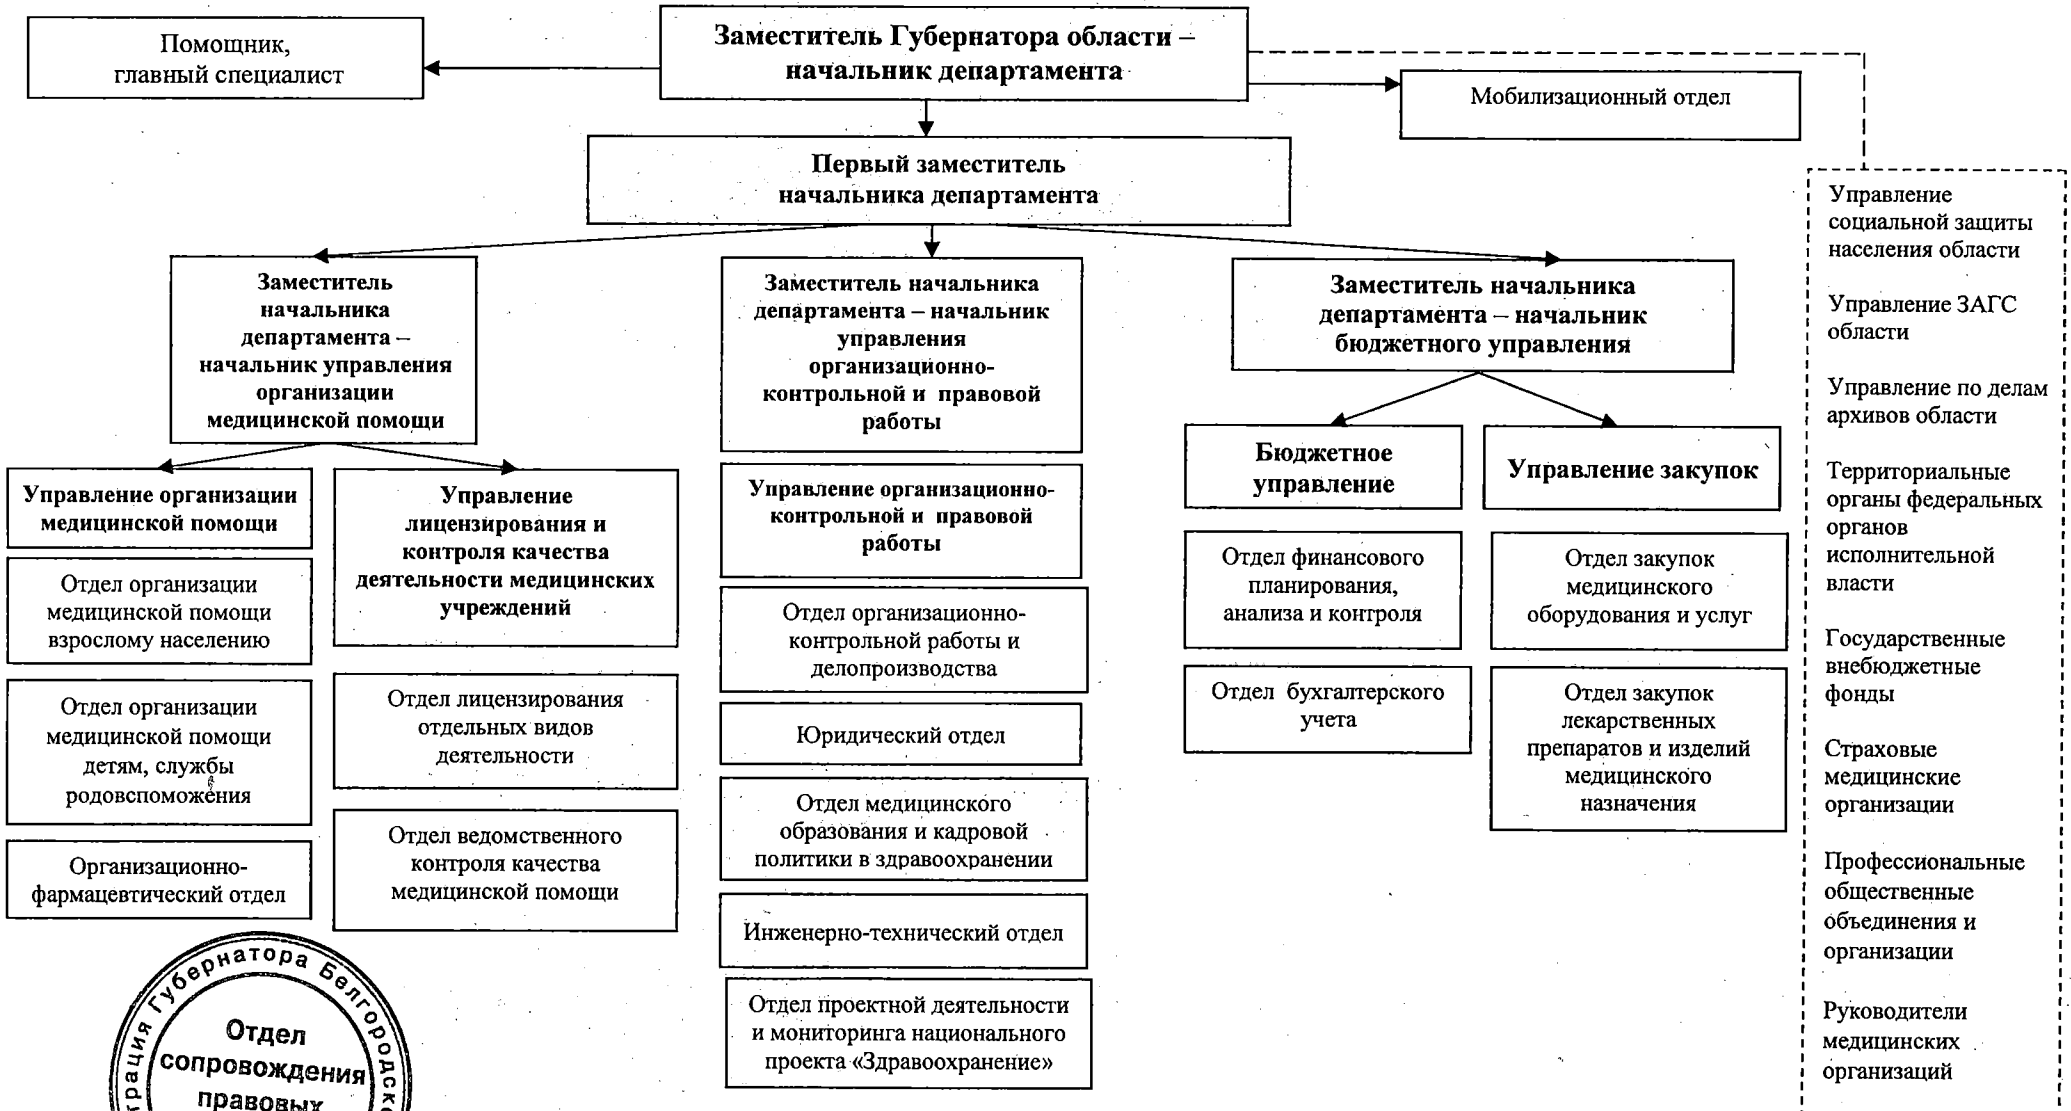 Помощник,
главный специалист
Заместитель Губернатора области –
начальник департамента
Мобилизационный отдел
Первый заместитель
начальника департамента
Заместитель
начальника
департамента –
начальник управления
организации
медицинской помощи
Управление организации
медицинской помощи
Отдел организации
медицинской помощи
взрослому населению
Отдел организации
медицинской помощи
детям, службы
родовспоможения
Организационно-
фармацевтический отдел
Управление
лицензирования и
контроля качества
деятельности медицинских
учреждений
Отдел лицензирования
отдельных видов
деятельности
Отдел ведомственного
контроля качества
медицинской помощи
Заместитель начальника
департамента – начальник
управления
организационно-
контрольной и правовой
работы
Управление организационно-
контрольной и правовой
работы
Отдел организационно-
контрольной работы и
делопроизводства
Юридический отдел
Отдел медицинского
образования и кадровой
политики в здравоохранении
Инженерно-технический отдел
Отдел проектной деятельности
и мониторинга национального
проекта «Здравоохранение»
Заместитель начальника
департамента – начальник
бюджетного управления
Бюджетное
управление
Отдел финансового
планирования,
анализа и контроля
Отдел бухгалтерского
учета
Управление закупок
Отдел закупок
медицинского
оборудования и услуг
Отдел закупок
лекарственных
препаратов и изделий
медицинского
назначения
Управление
социальной защиты
населения области
Управление ЗАГС
области
Управление по делам
архивов области
Территориальные
органы федеральных
органов
исполнительной
власти
Государственные
внебюджетные
фонды
Страховые
медицинские
организации
Профессиональные
общественные
объединения и
организации
Руководители
медицинских
организаций
Губернатора
Отдел
сопровождения
правовых